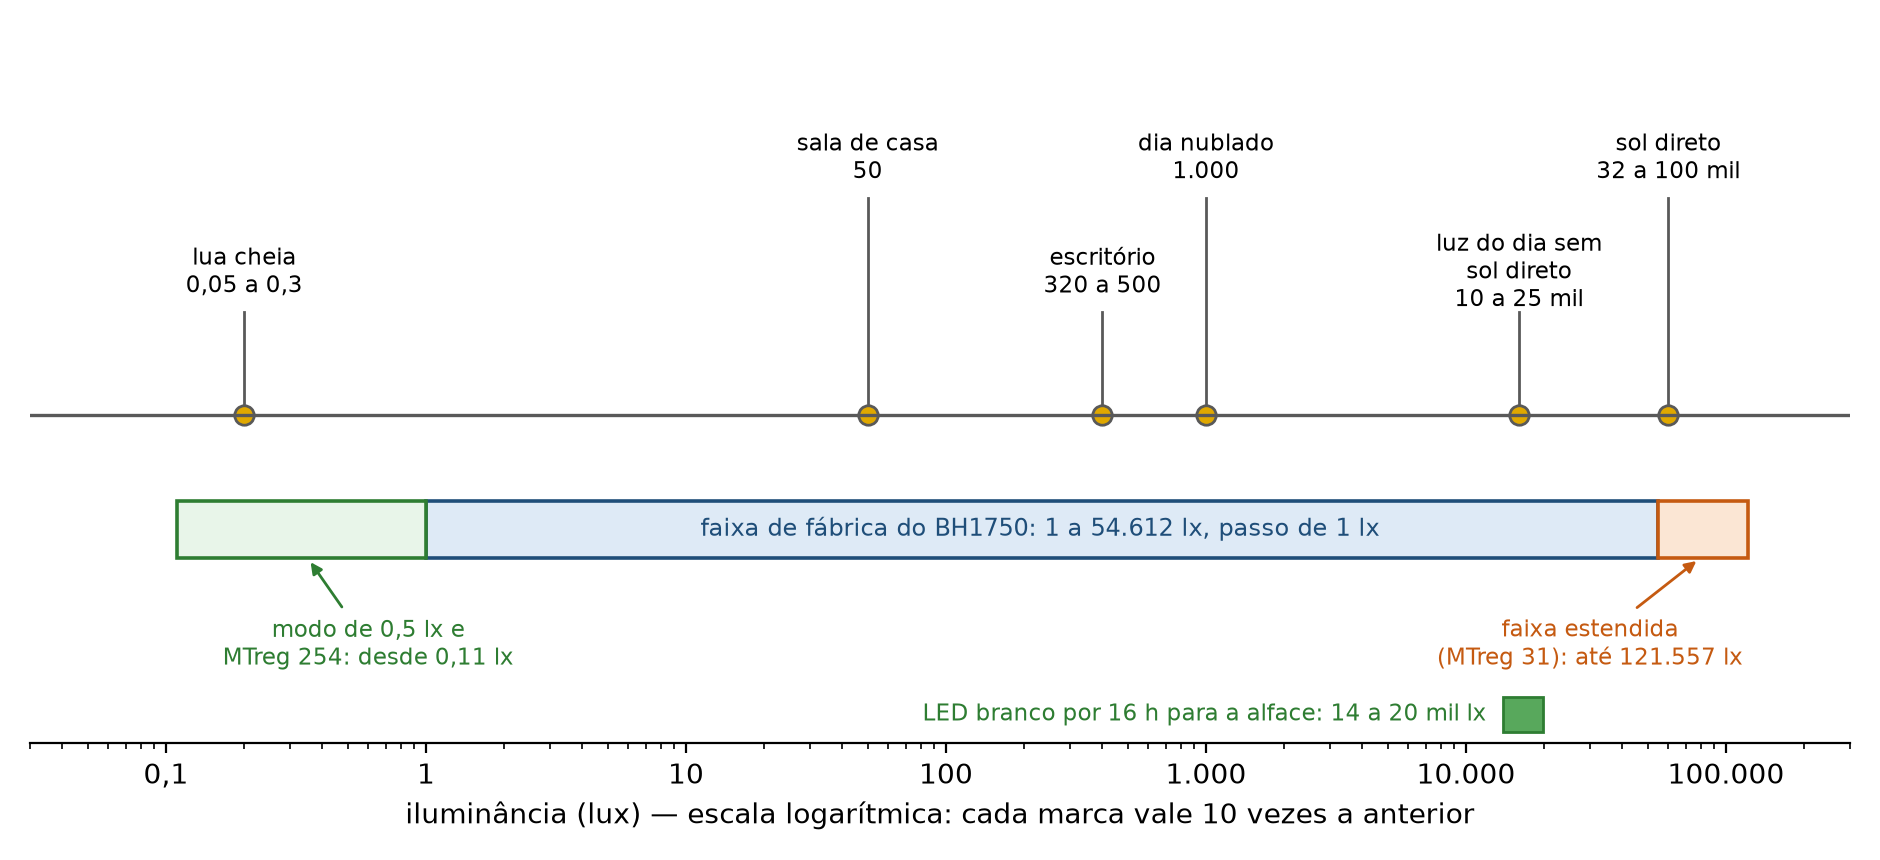 sala de casa
50
dia nublado
1.000
sol direto
32 a 100 mil
lua cheia
0,05 a 0,3
escritório
320 a 500
luz do dia sem
sol direto
10 a 25 mil
faixa de fábrica do BH1750: 1 a 54.612 lx, passo de 1 lx
modo de 0,5 lx e
MTreg 254: desde 0,11 lx
faixa estendida
(MTreg 31): até 121.557 lx
LED branco por 16 h para a alface: 14 a 20 mil lx
0,1 1 10 100 1.000 10.000 100.000
iluminância (lux) — escala logarítmica: cada marca vale 10 vezes a anterior